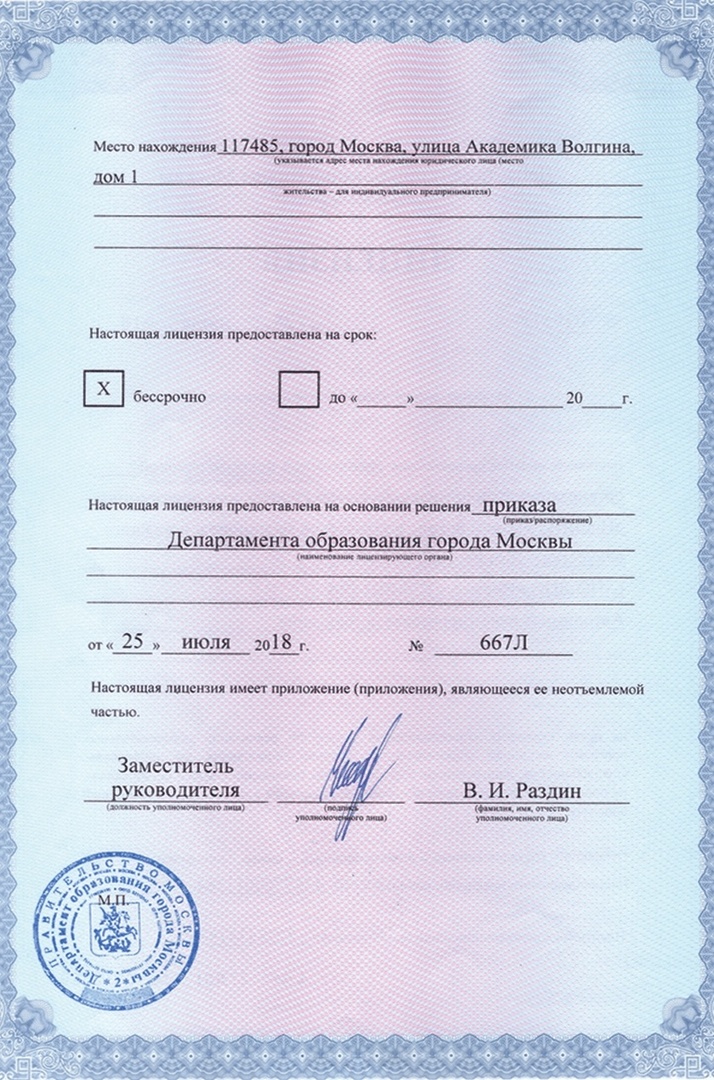 Место нахождения 117485, город Москва, улица Академика Волгина,
(указывается адрес места нахождения юридического лица (место
дом 1
жительства – для индивидуального предпринимателя)
Настоящая лицензия предоставлена на срок:
X бессрочно до «______»__________________ 20_____г.
Настоящая лицензия предоставлена на основании решения приказа
(приказ/распоряжение)
Департамента образования города Москвы
(наименование лицензирующего органа)
от « 25 » июля 2018 г. № 667Л
Настоящая лицензия имеет приложение (приложения), являющееся ее неотъемлемой
частью.
Заместитель
руководителя В. И. Раздин
(должность уполномоченного лица) (подпись (фамилия, имя, отчество
уполномоченного лица) уполномоченного лица)
М.П.
ПРАВИТЕЛЬСТВО МОСКВЫ
Департамент образования города Москвы
* 2 *